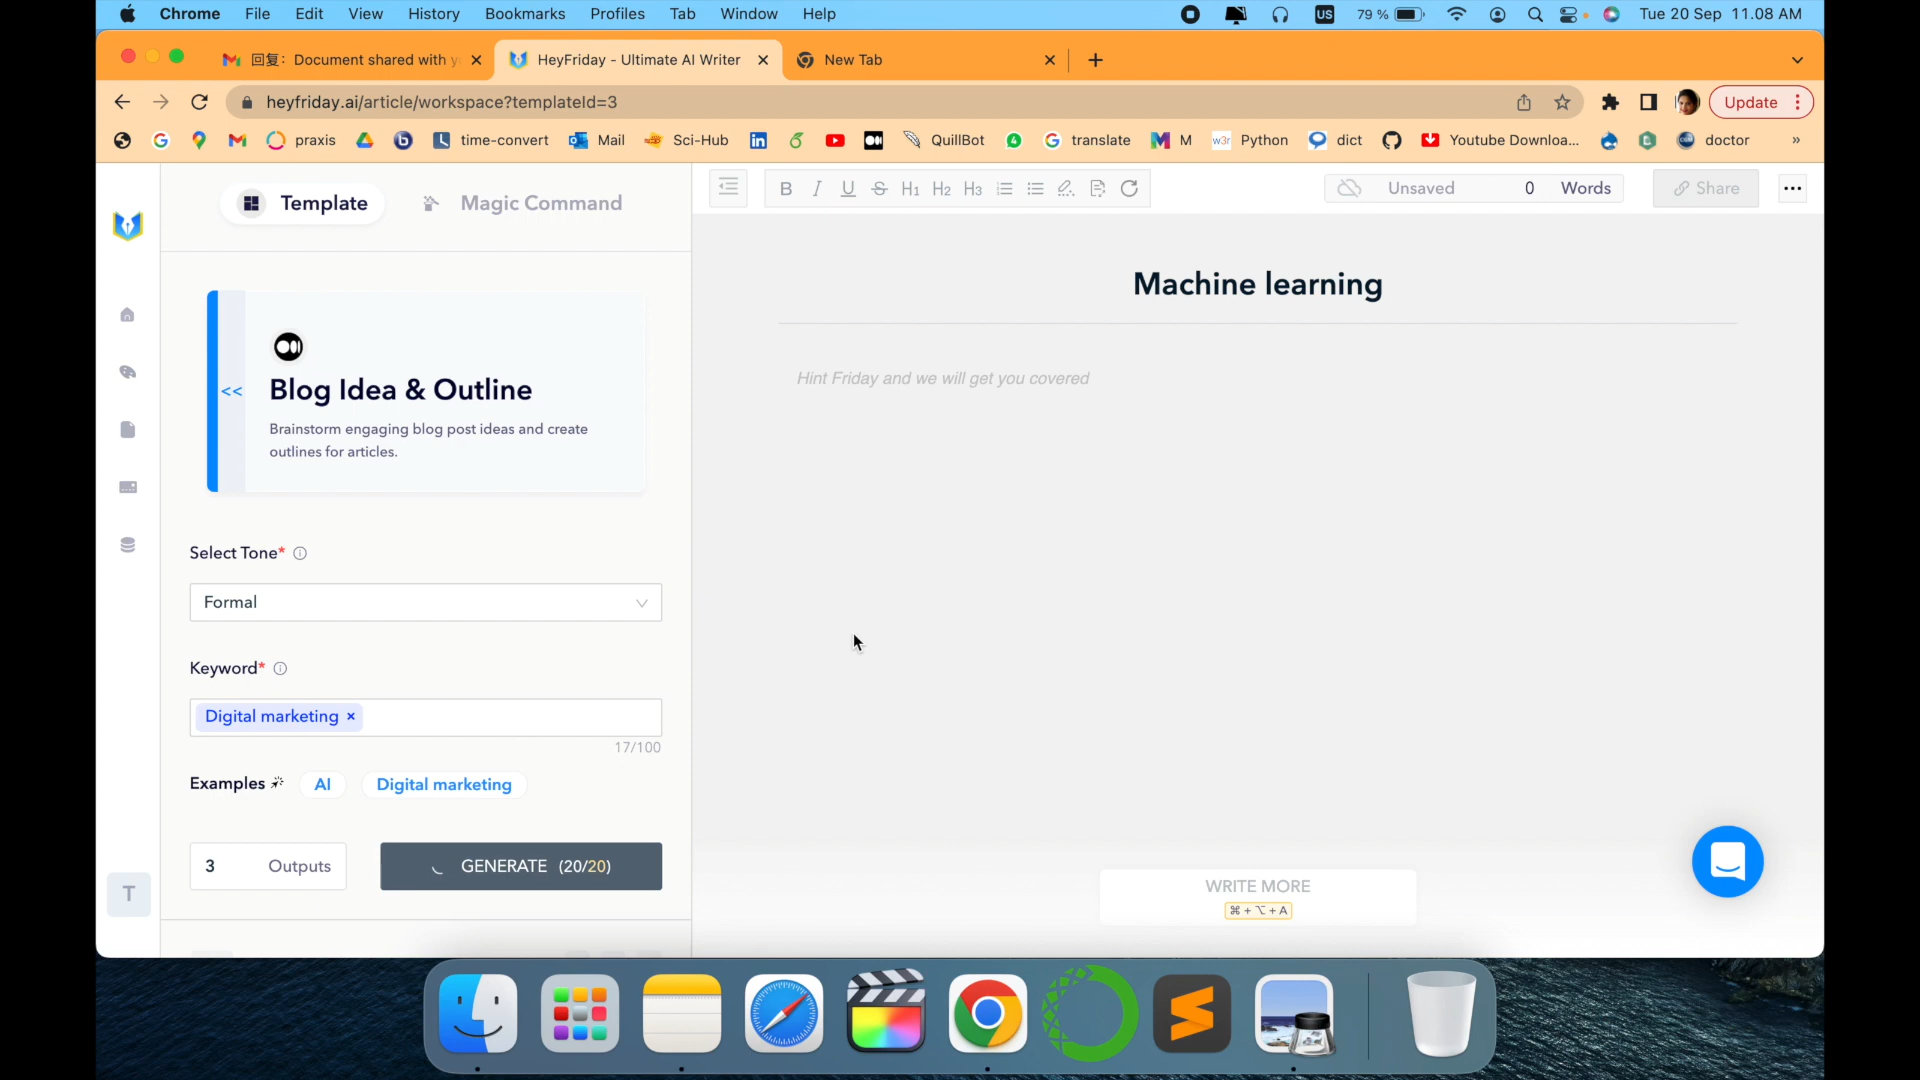 Chrome File Edit View History Bookmarks Profiles Tab Window Help US 79 % Tue 20 Sep 11.08 AM
回复: Document shared with y HeyFriday - Ultimate AI Writer New Tab
heyfriday.ai/article/workspace?templateId=3 Update
praxis time-convert Mail Sci-Hub QuillBot translate M Python dict Youtube Downloa... doctor »
Template Magic Command
B I U S H1 H2 H3 Unsaved 0 Words Share
Machine learning
Hint Friday and we will get you covered
<< Blog Idea & Outline
Brainstorm engaging blog post ideas and create
outlines for articles.
Select Tone*
Formal
Keyword*
Digital marketing ×
17/100
Examples AI Digital marketing
3 Outputs GENERATE (20/20)
WRITE MORE
⌘ + ⌥ + A
T